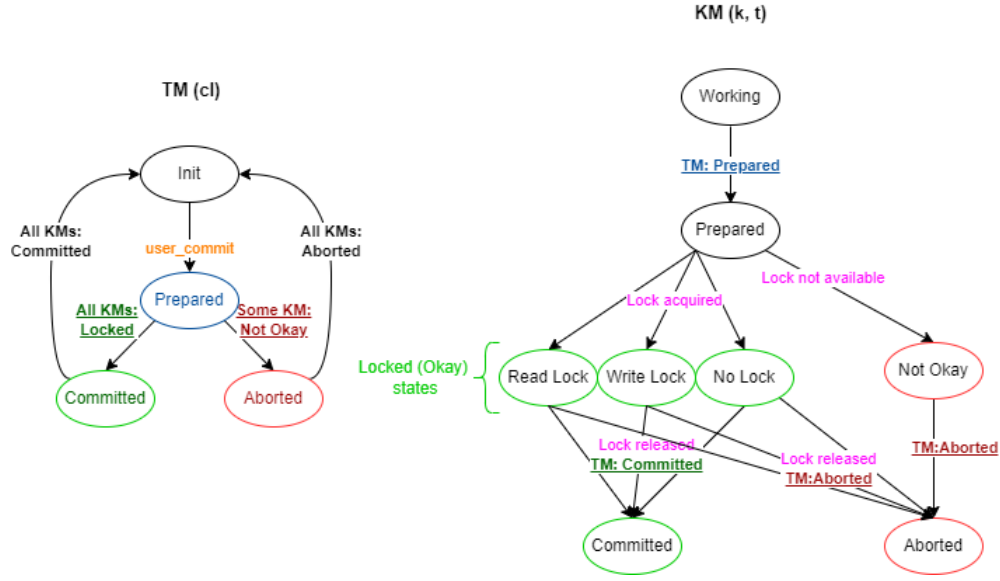 KM (k, t)
TM (cl)
Working
TM: Prepared
Init
All KMs:
Committed
All KMs:
Aborted
user_commit
Prepared
Prepared
Lock not available
Lock acquired
All KMs:
Locked
Some KM:
Not Okay
Locked (Okay)
states
Read Lock
Write Lock
No Lock
Not Okay
Committed
Aborted
Lock released
TM: Committed
Lock released
TM:Aborted
TM:Aborted
Committed
Aborted